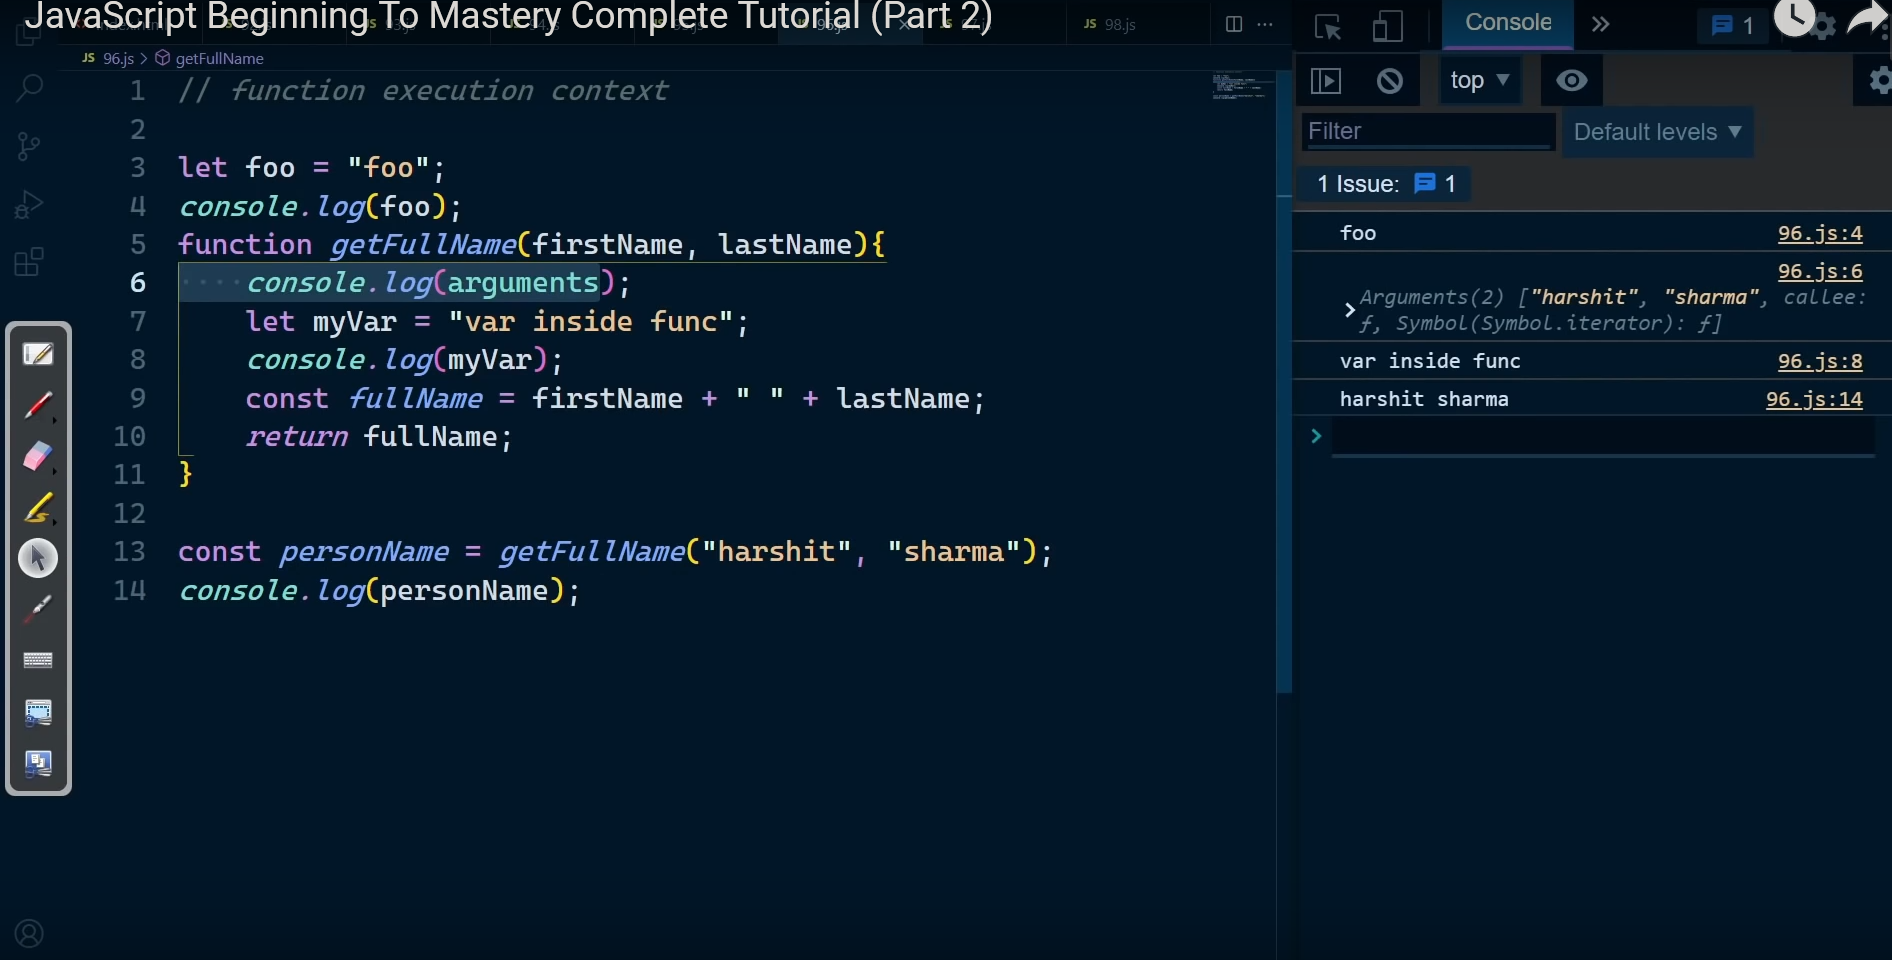 JavaScript Beginning To Mastery Complete Tutorial (Part 2)
JS 98.js
JS 96.js > getFullName
1 // function execution context
2
3 let foo = "foo";
4 console.log(foo);
5 function getFullName(firstName, lastName){
6 console.log(arguments);
7 let myVar = "var inside func";
8 console.log(myVar);
9 const fullName = firstName + " " + lastName;
10 return fullName;
11 }
12
13 const personName = getFullName("harshit", "sharma");
14 console.log(personName);
Console
1
top
Filter
Default levels
1 Issue: 1
foo 96.js:4
96.js:6
Arguments(2) ["harshit", "sharma", callee:
ƒ, Symbol(Symbol.iterator): ƒ]
var inside func 96.js:8
harshit sharma 96.js:14